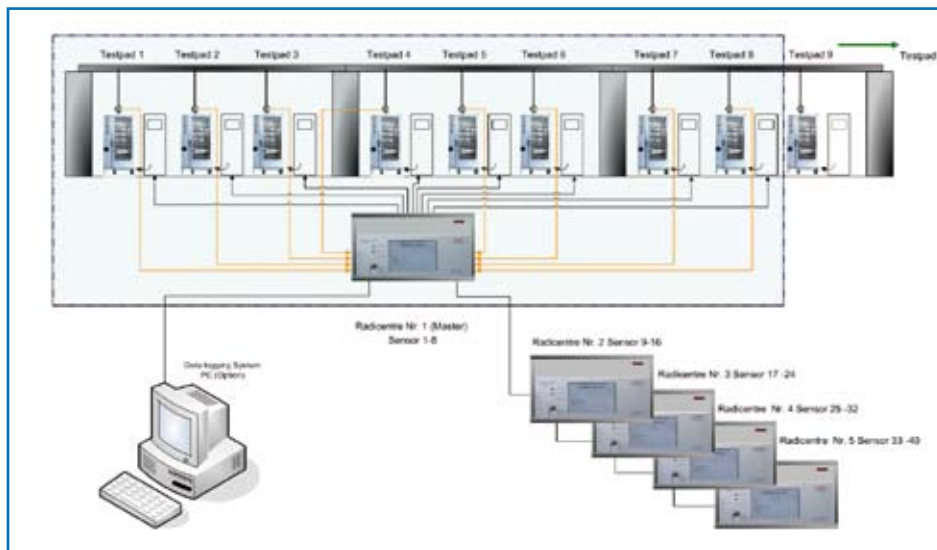 Testpad 1 Testpad 2 Testpad 3 Testpad 4 Testpad 5 Testpad 6 Testpad 7 Testpad 8 Testpad 9 Testpad
Radicentre Nr. 1 (Master)
Sensor 1-8
Data-logging System
PC (Option)
Radicentre Nr. 2 Sensor 9-16
Radicentre Nr. 3 Sensor 17 -24
Radicentre Nr. 4 Sensor 25 -32
Radicentre Nr. 5 Sensor 33 -40